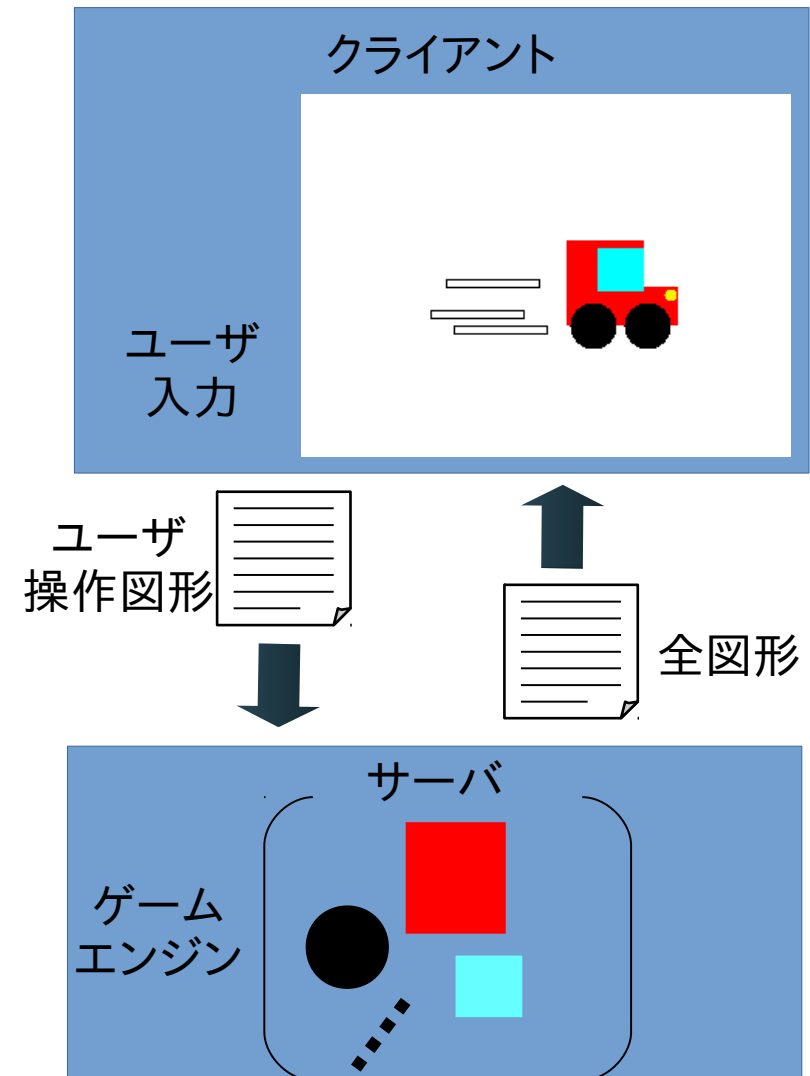 クライアント
ユーザ
入力
ユーザ
操作図形
全図形
サーバ
ゲーム
エンジン